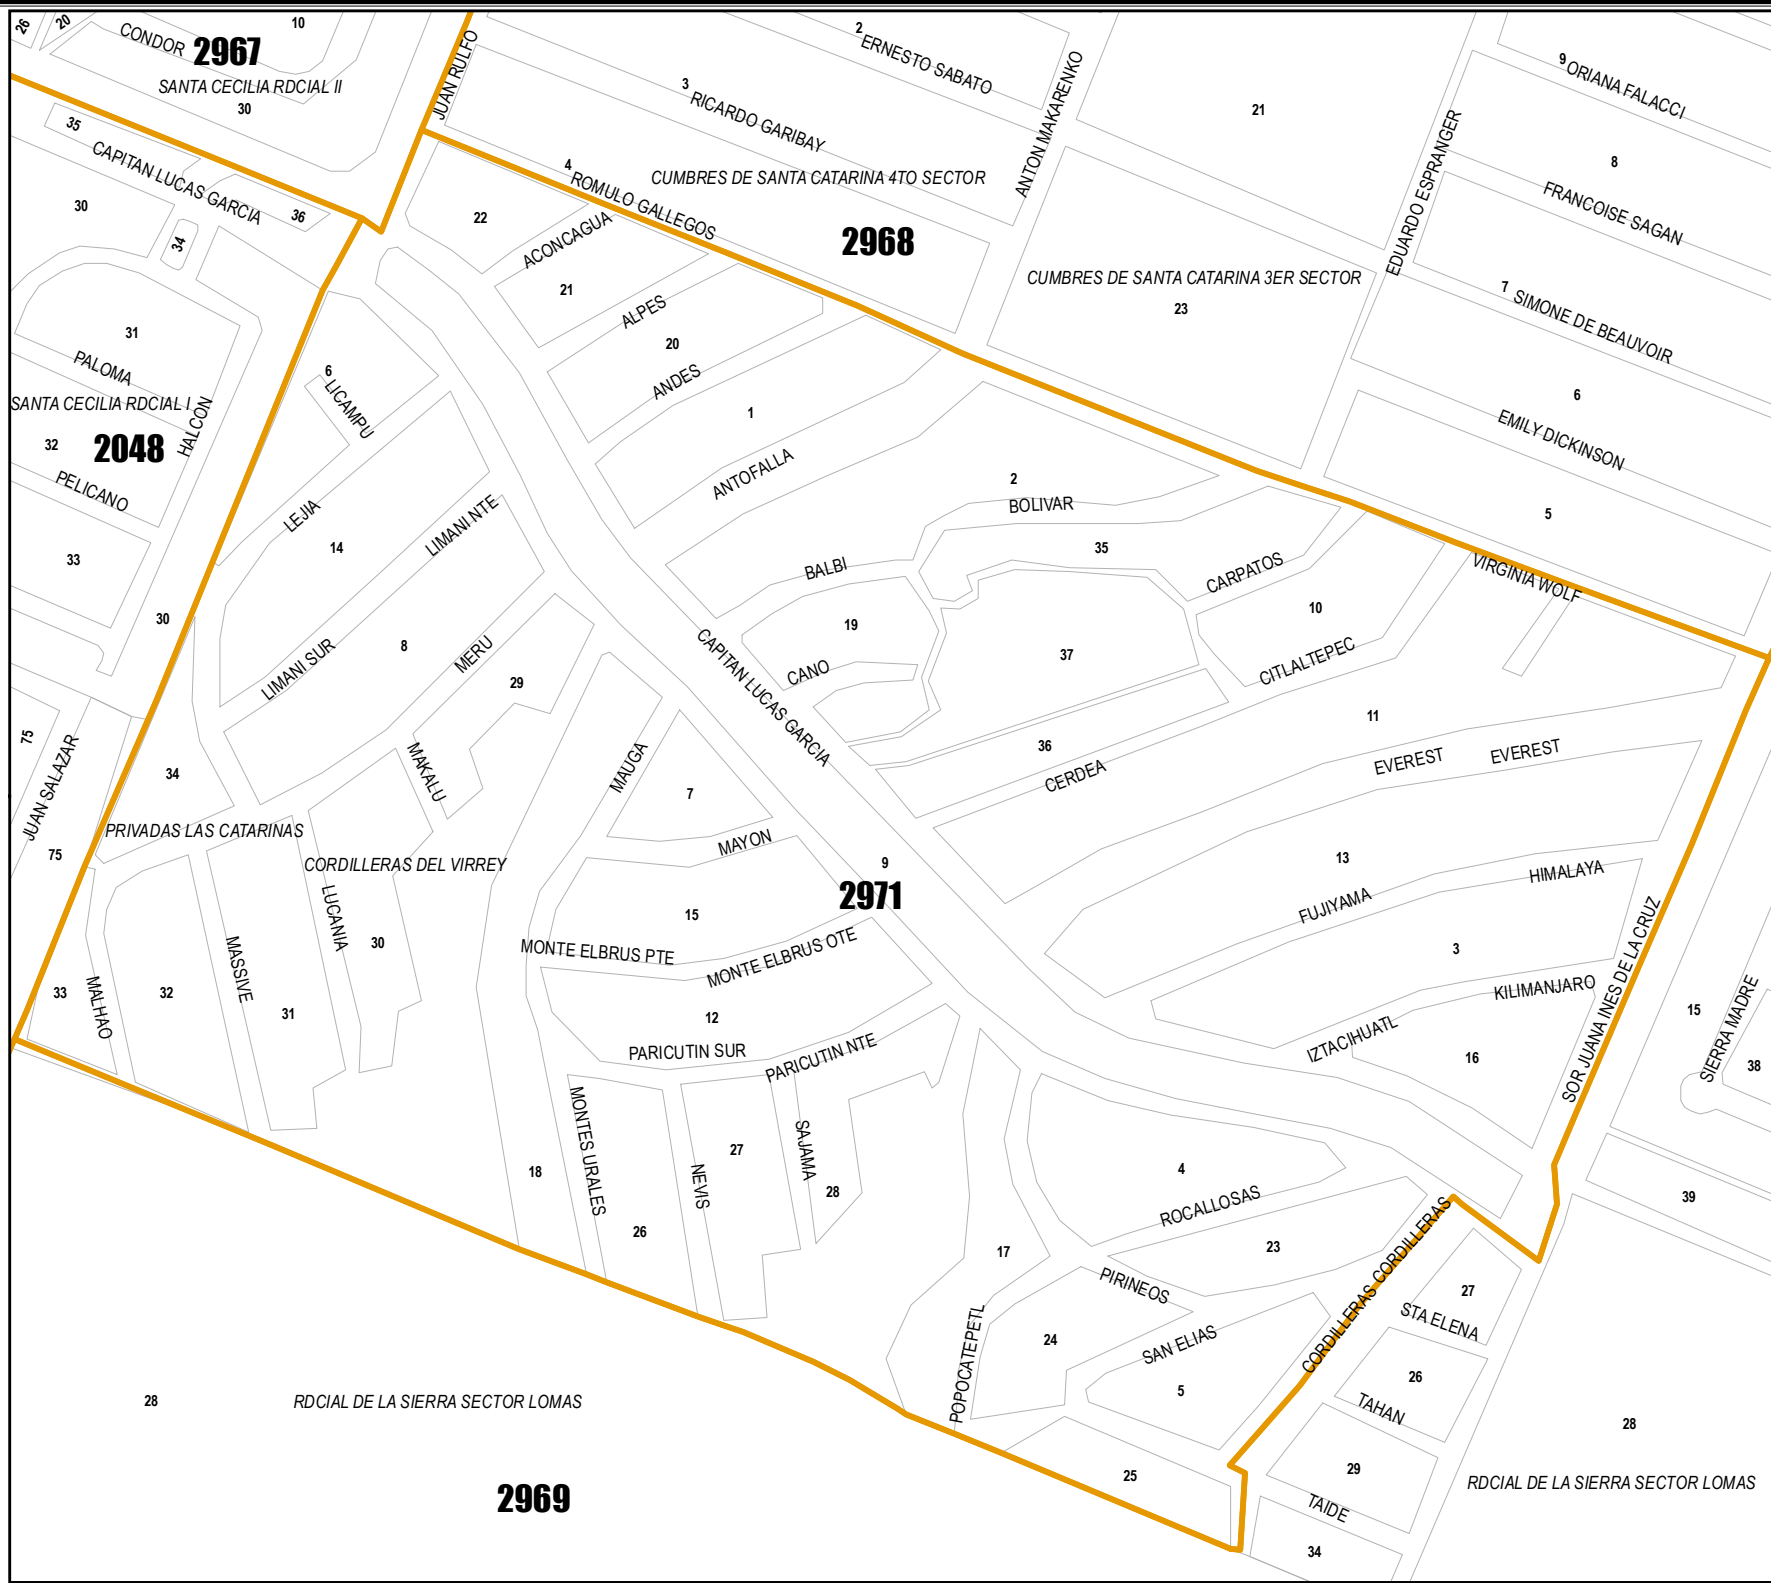 26
20
10
CONDOR
2967
SANTA CECILIA RDCIAL II
30
JUAN RULFO
2
ERNESTO SABATO
3
RICARDO GARIBAY
ANTON MAKARENKO
21
9
ORIANA FALACCI
35
CAPITAN LUCAS GARCIA
36
30
34
4
ROMULO GALLEGOS
CUMBRES DE SANTA CATARINA 4TO SECTOR
2968
EDUARDO ESPRANGER
8
FRANCOISE SAGAN
22
ACONCAGUA
21
ALPES
20
ANDES
CUMBRES DE SANTA CATARINA 3ER SECTOR
23
7
SIMONE DE BEAUVOIR
31
PALOMA
SANTA CECILIA RDCIAL I
32
2048
HALCON
PELICANO
33
30
6
LICAMPU
1
ANTOFALLA
6
EMILY DICKINSON
5
LEJIA
14
LIMANI NTE
2
BOLIVAR
35
BALBI
CARPATOS
10
VIRGINIA WOLF
LIMANI SUR
8
MERU
29
19
CANO
37
CITLALTEPEC
CAPITAN LUCAS GARCIA
36
CERDEA
11
EVEREST
EVEREST
75
JUAN SALAZAR
34
MAKALU
MAUGA
7
MAYON
PRIVADAS LAS CATARINAS
75
CORDILLERAS DEL VIRREY
9
2971
13
FUJIYAMA
HIMALAYA
LUCANIA
30
15
MONTE ELBRUS PTE
MONTE ELBRUS OTE
3
KILIMANJARO
SOR JUANA INES DE LA CRUZ
33
MALHAO
32
MASSIVE
31
12
PARICUTIN SUR
PARICUTIN NTE
IZTACIHUATL
16
15
SIERRA MADRE
38
MONTES URALES
18
26
NEVIS
27
SAJAMA
28
17
4
ROCALLOSAS
23
39
PIRINEOS
CORDILLERAS
CORDILLERAS
27
STA ELENA
POPOCATEPETL
24
SAN ELIAS
5
26
TAHAN
28
RDCIAL DE LA SIERRA SECTOR LOMAS
28
25
29
RDCIAL DE LA SIERRA SECTOR LOMAS
2969
TAIDE
34